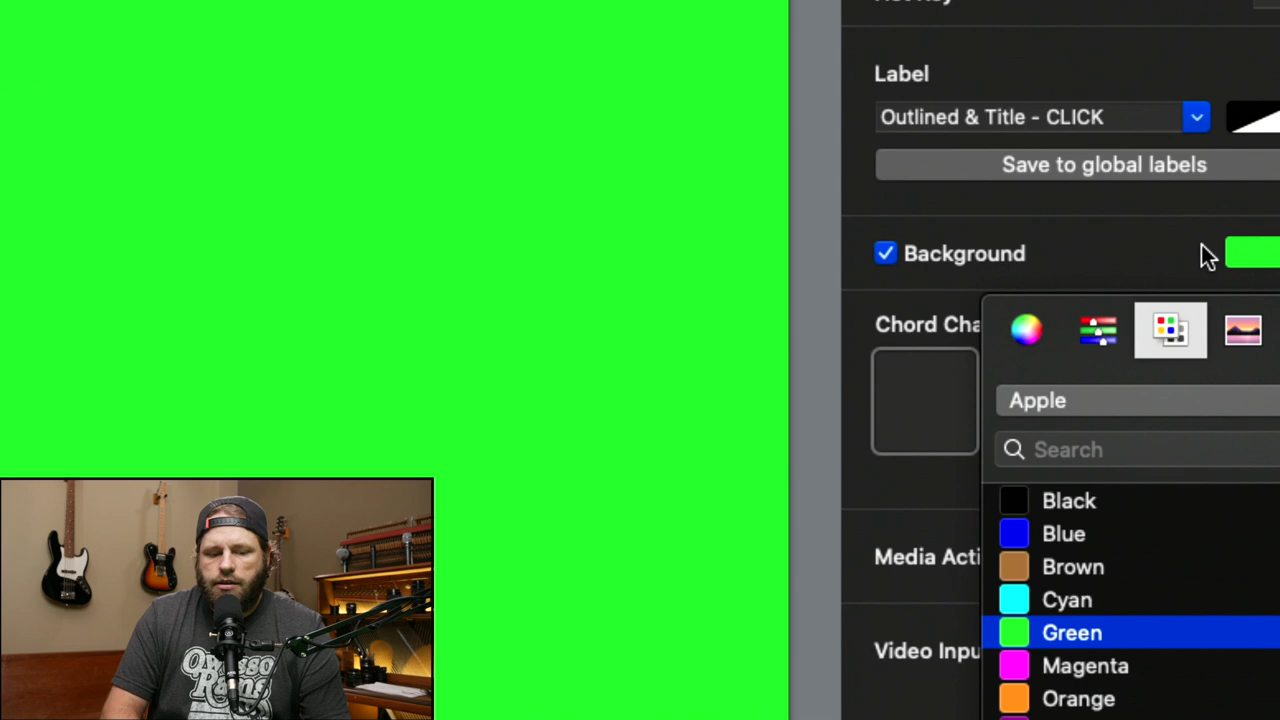 Label
Outlined & Title - CLICK
Save to global labels
Background
Chord Cha
Apple
Search
Black
Blue
Brown
Cyan
Green
Magenta
Orange
Media Acti
Video Inpu